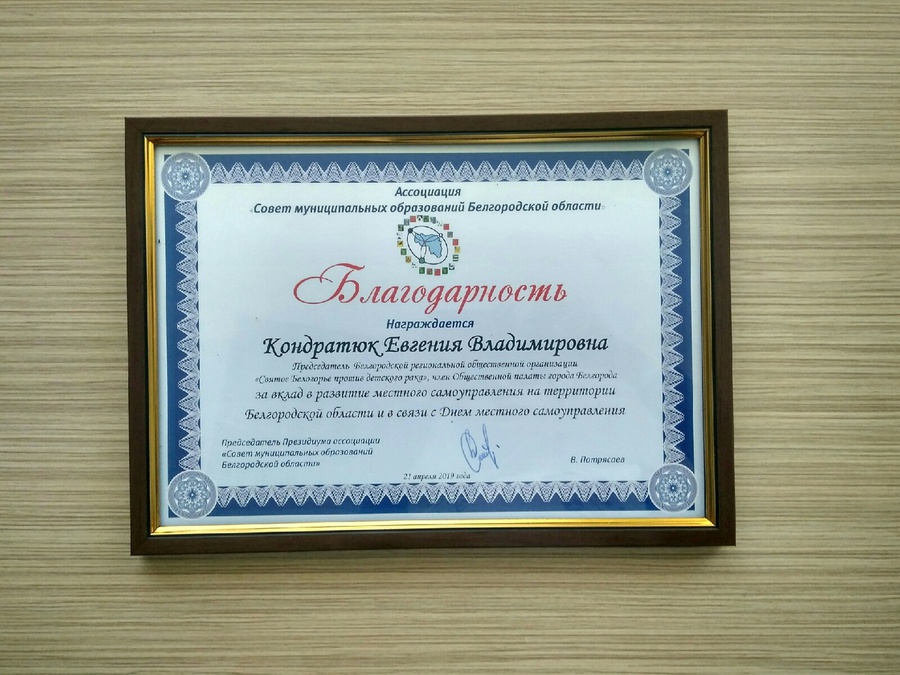 Ассоциация
«Совет муниципальных образований Белгородской области»
Благодарность
Награждается
Кондратюк Евгения Владимировна
Председатель Белгородской региональной общественной организации
«Святое Белогорье против детского рака», член Общественной палаты города Белгорода
за вклад в развитие местного самоуправления на территории
Белгородской области и в связи с Днем местного самоуправления
Председатель Президиума ассоциации
«Совет муниципальных образований
Белгородской области»
В. Потрясаев
21 апреля 2019 года